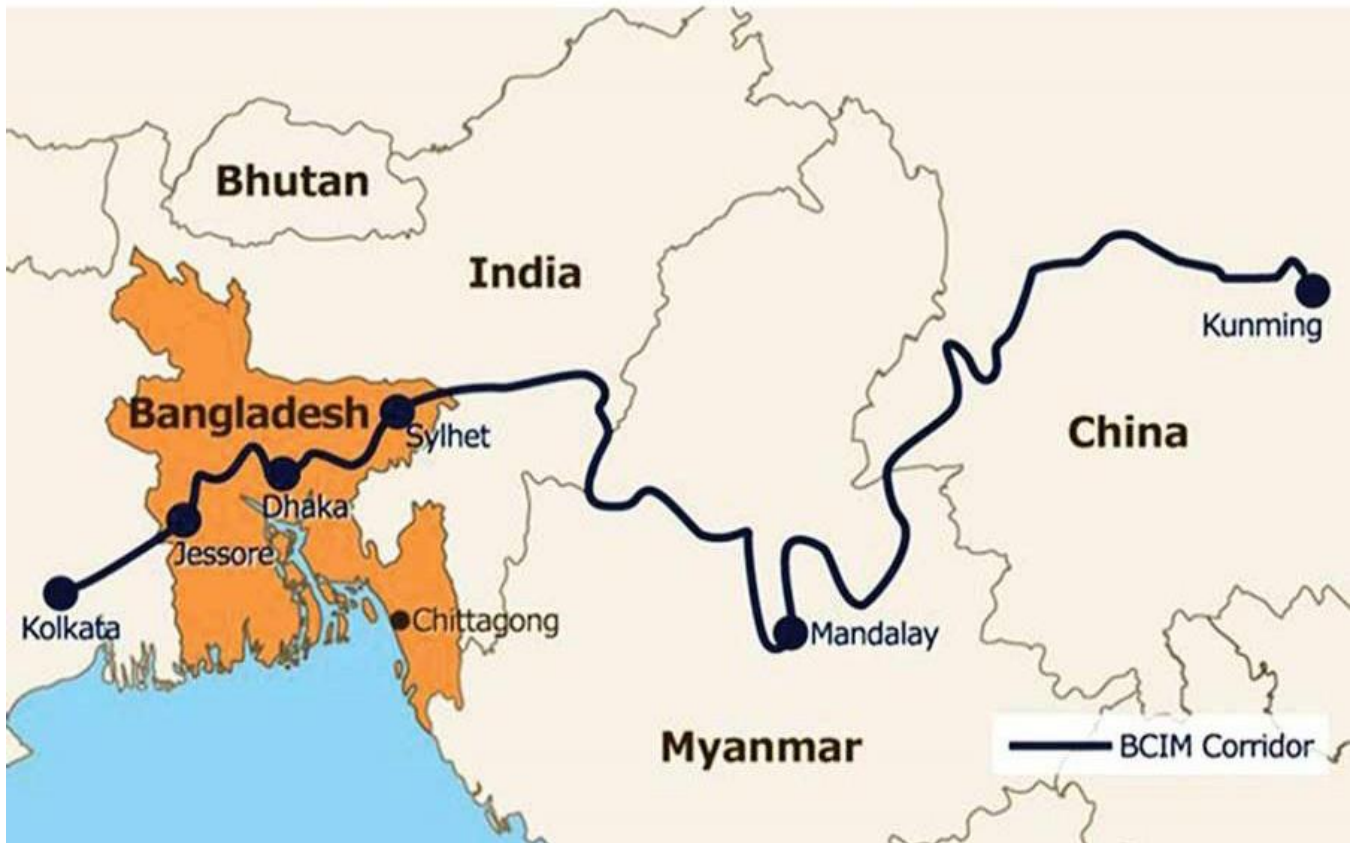 Bhutan
India
Kunming
Bangladesh
Sylhet
China
Dhaka
Jessore
Kolkata
Chittagong
Mandalay
Myanmar
BCIM Corridor